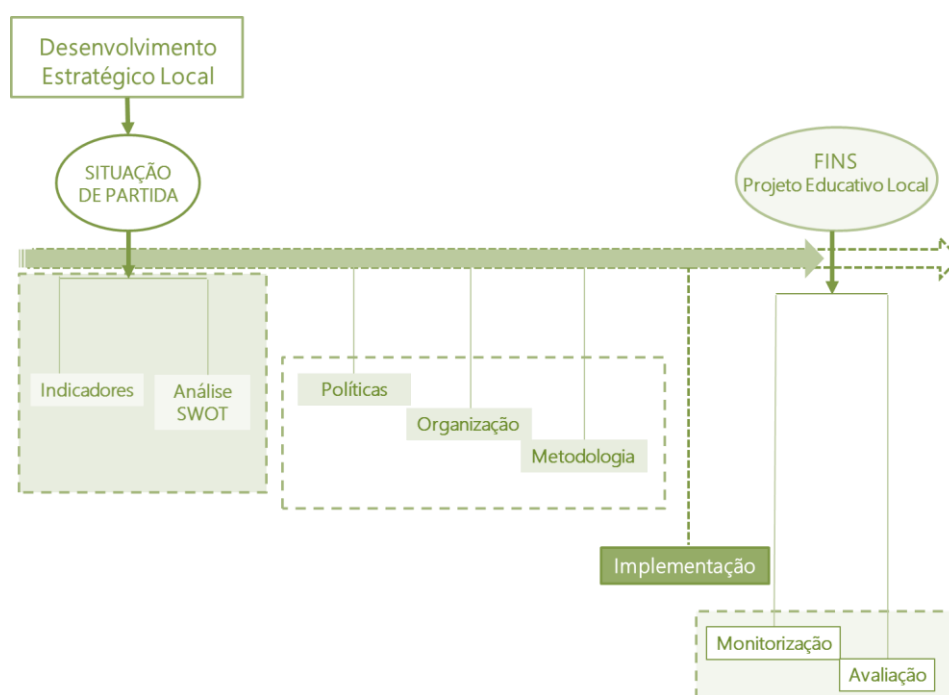 Desenvolvimento
Estratégico Local
SITUAÇÃO
DE PARTIDA
FINS
Projeto Educativo Local
Indicadores
Análise
SWOT
Políticas
Organização
Metodologia
Implementação
Monitorização
Avaliação